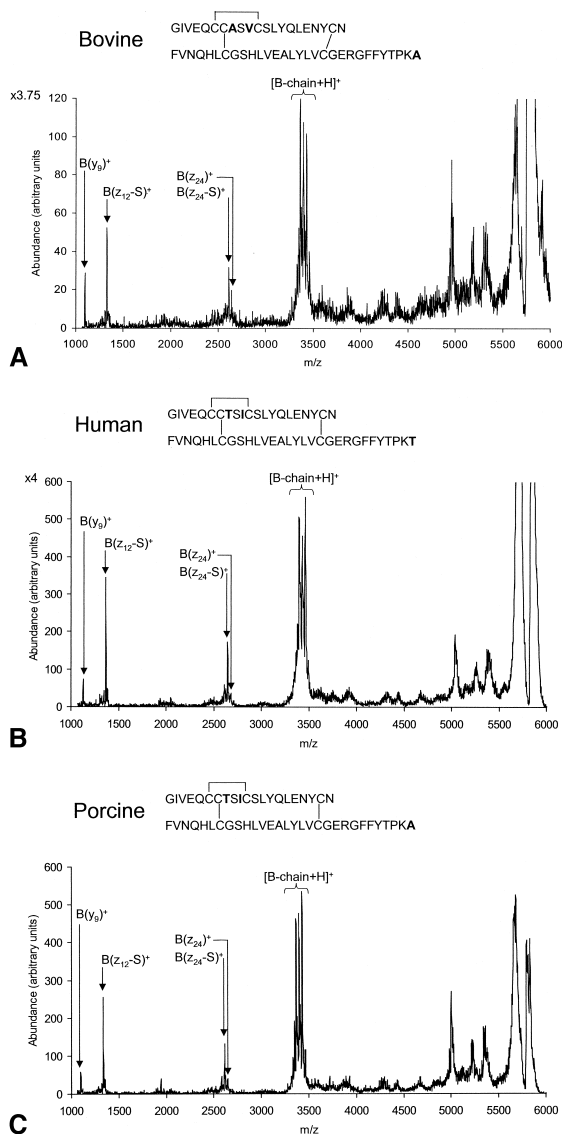 Bovine
GIVEQCCASVCSLYQLENYCN
FVNQHLCGSHLVEALYLVCGERGFFYTPKA
x3.75
[B-chain+H]+
B(y9)+
B(z12-S)+
B(z24)+
B(z24-S)+
Abundance (arbitrary units
120
100
80
60
40
20
0
1000 1500 2000 2500 3000 3500 4000 4500 5000 5500 6000
m/z
A
Human
GIVEQCCTSICSLYQLENYCN
FVNQHLCGSHLVEALYLVCGERGFFYTPKT
x4
[B-chain+H]+
B(y9)+
B(z12-S)+
B(z24)+
B(z24-S)+
Abundance (arbitrary units)
600
500
400
300
200
100
0
1000 1500 2000 2500 3000 3500 4000 4500 5000 5500 6000
m/z
B
Porcine
GIVEQCCTSICSLYQLENYCN
FVNQHLCGSHLVEALYLVCGERGFFYTPKA
[B-chain+H]+
B(y9)+
B(z12-S)+
B(z24)+
B(z24-S)+
Abundance (arbitrary units)
600
500
400
300
200
100
0
1000 1500 2000 2500 3000 3500 4000 4500 5000 5500 6000
m/z
C